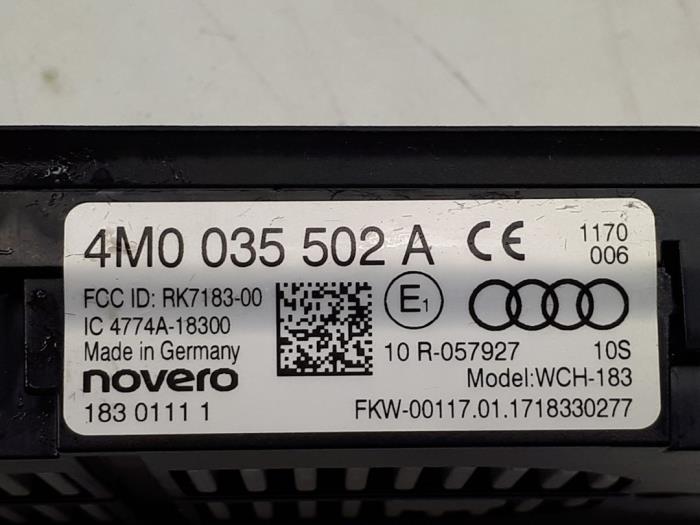 4M0 035 502 A CE 1170
006
FCC ID: RK7183-00
IC 4774A-18300 E1
Made in Germany 10 R-057927 10S
novero Model:WCH-183
183 0111 1 FKW-00117.01.1718330277